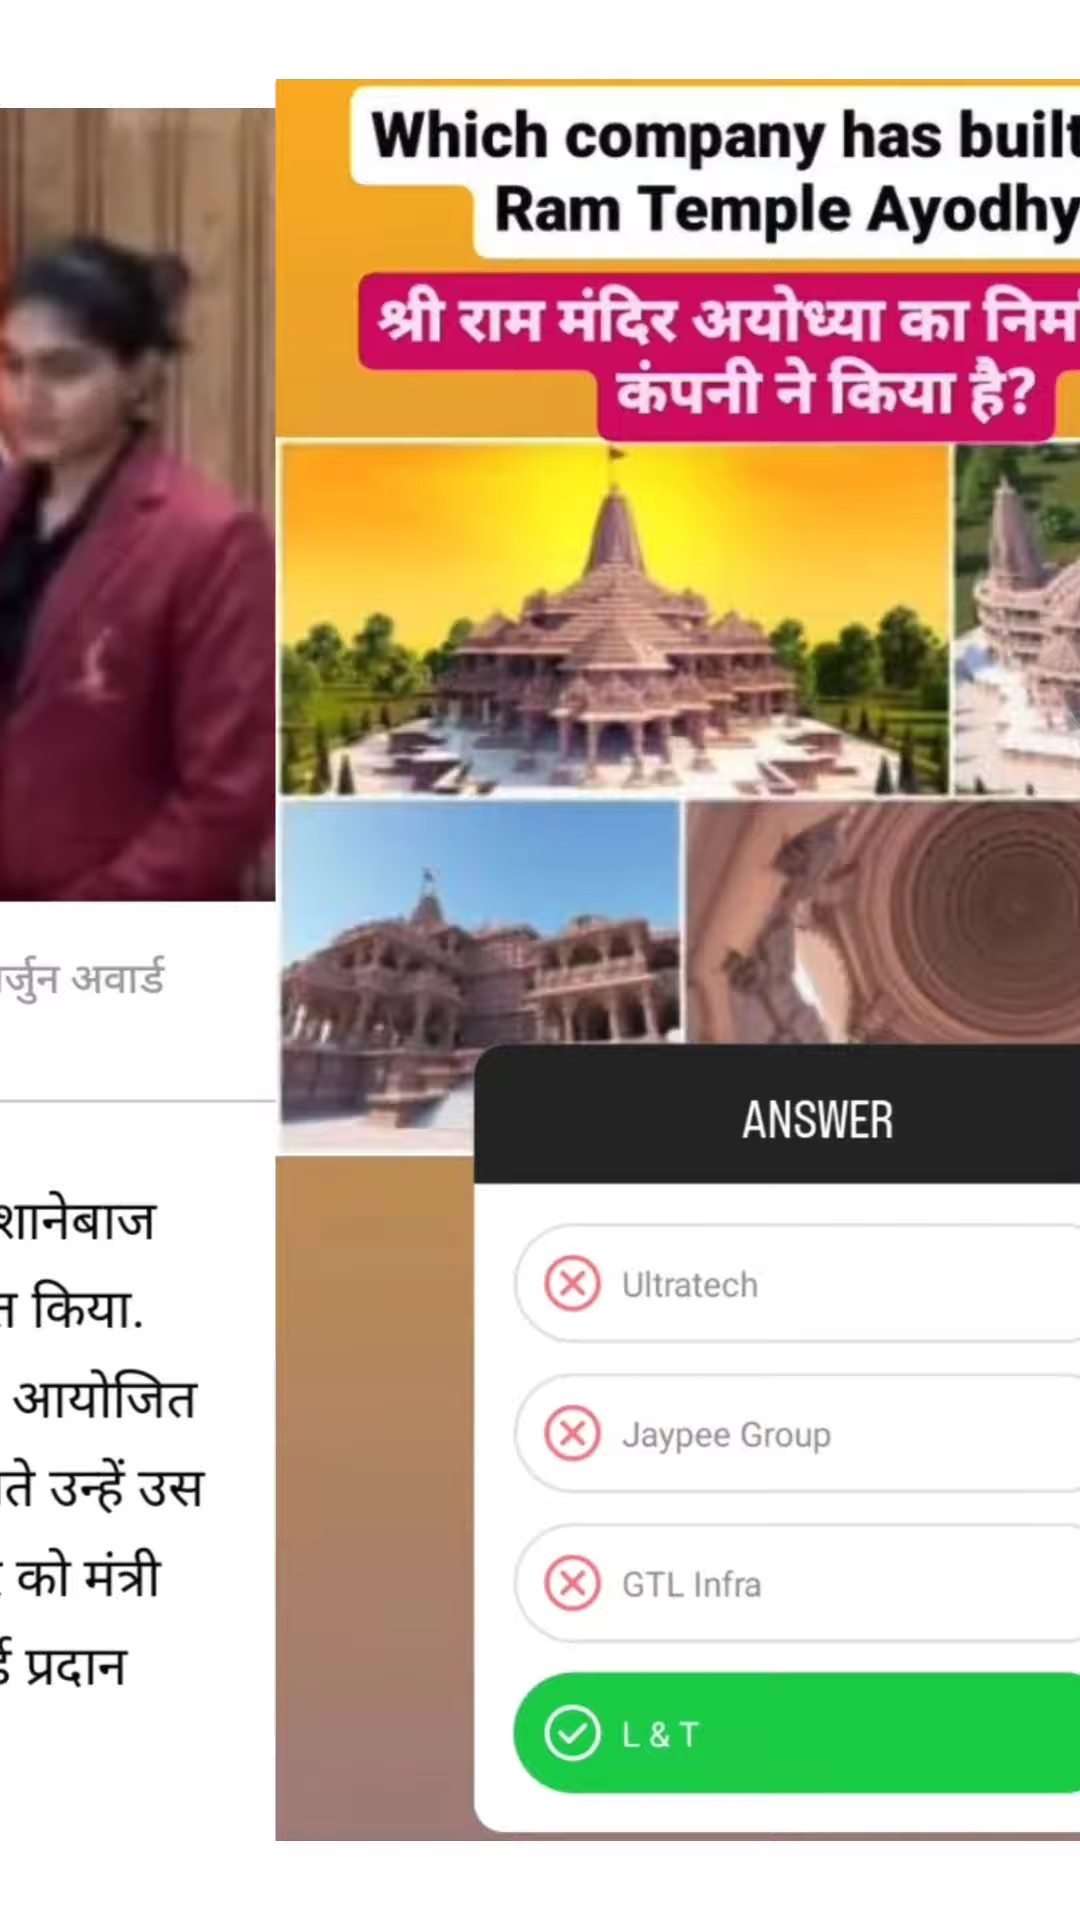 Which company has built
Ram Temple Ayodhy
श्री राम मंदिर अयोध्या का निर्म
कंपनी ने किया है?
ANSWER
Ultratech
Jaypee Group
GTL Infra
L & T
र्जुन अवार्ड
शानेबाज
त किया.
आयोजित
ते उन्हें उस
को मंत्री
र्ड प्रदान